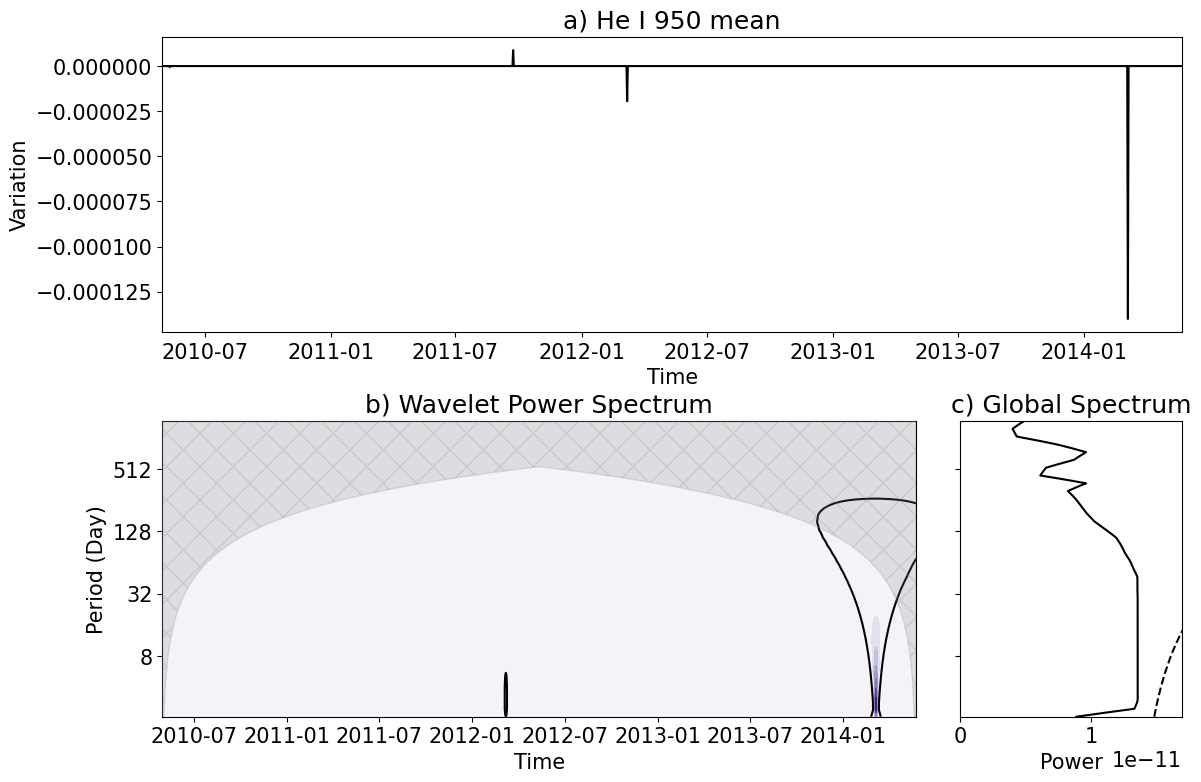 a) He I 950 mean
0.000000
−0.000025
−0.000050
−0.000075
−0.000100
−0.000125
Variation
2010-07 2011-01 2011-07 2012-01 2012-07 2013-01 2013-07 2014-01
Time
b) Wavelet Power Spectrum
512
128
32
8
Period (Day)
2010-07 2011-01 2011-07 2012-01 2012-07 2013-01 2013-07 2014-01
Time
c) Global Spectrum
0 1
Power 1e−11